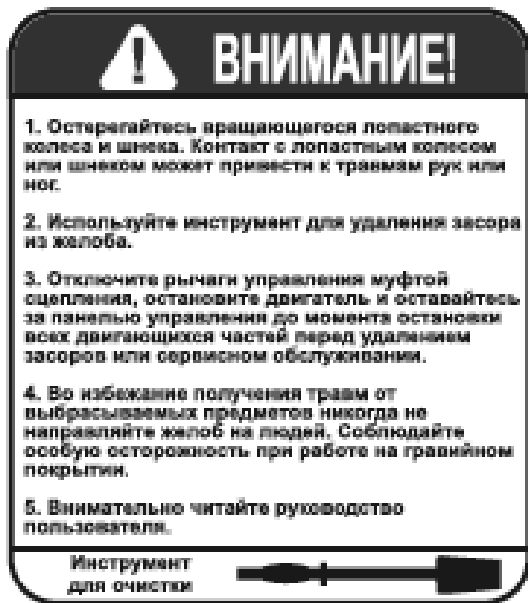 ВНИМАНИЕ!
1. Остерегайтесь вращающегося лопастного
колеса и шнека. Контакт с лопастным колесом
или шнеком может привести к травмам рук или
ног.
2. Используйте инструмент для удаления засора
из желоба.
3. Отключите рычаги управления муфтой
сцепления, остановите двигатель и оставайтесь
за панелью управления до момента остановки
всех двигающихся частей перед удалением
засоров или сервисном обслуживании.
4. Во избежание получения травм от
выбрасываемых предметов никогда не
направляйте желоб на людей. Соблюдайте
особую осторожность при работе на гравийном
покрытии.
5. Внимательно читайте руководство
пользователя.
Инструмент
для очистки